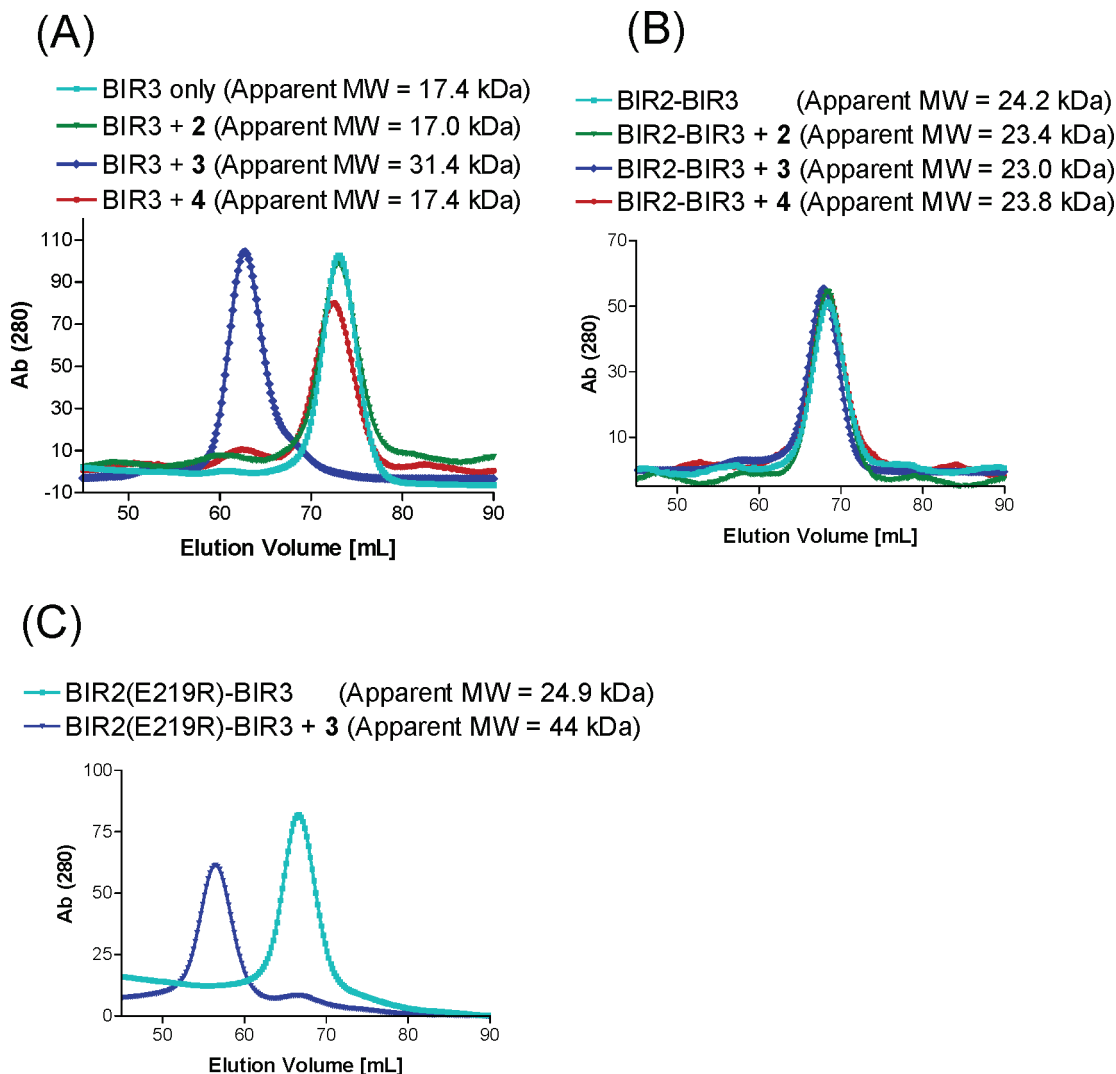 (A)
BIR3 only (Apparent MW = 17.4 kDa)
BIR3 + 2 (Apparent MW = 17.0 kDa)
BIR3 + 3 (Apparent MW = 31.4 kDa)
BIR3 + 4 (Apparent MW = 17.4 kDa)
110
90
70
50
30
10
-10
Ab (280)
50 60 70 80 90
Elution Volume [mL]
(B)
BIR2-BIR3 (Apparent MW = 24.2 kDa)
BIR2-BIR3 + 2 (Apparent MW = 23.4 kDa)
BIR2-BIR3 + 3 (Apparent MW = 23.0 kDa)
BIR2-BIR3 + 4 (Apparent MW = 23.8 kDa)
70
50
30
10
Ab (280)
50 60 70 80 90
Elution Volume [mL]
(C)
BIR2(E219R)-BIR3 (Apparent MW = 24.9 kDa)
BIR2(E219R)-BIR3 + 3 (Apparent MW = 44 kDa)
100
75
50
25
0
Ab (280)
50 60 70 80 90
Elution Volume [mL]